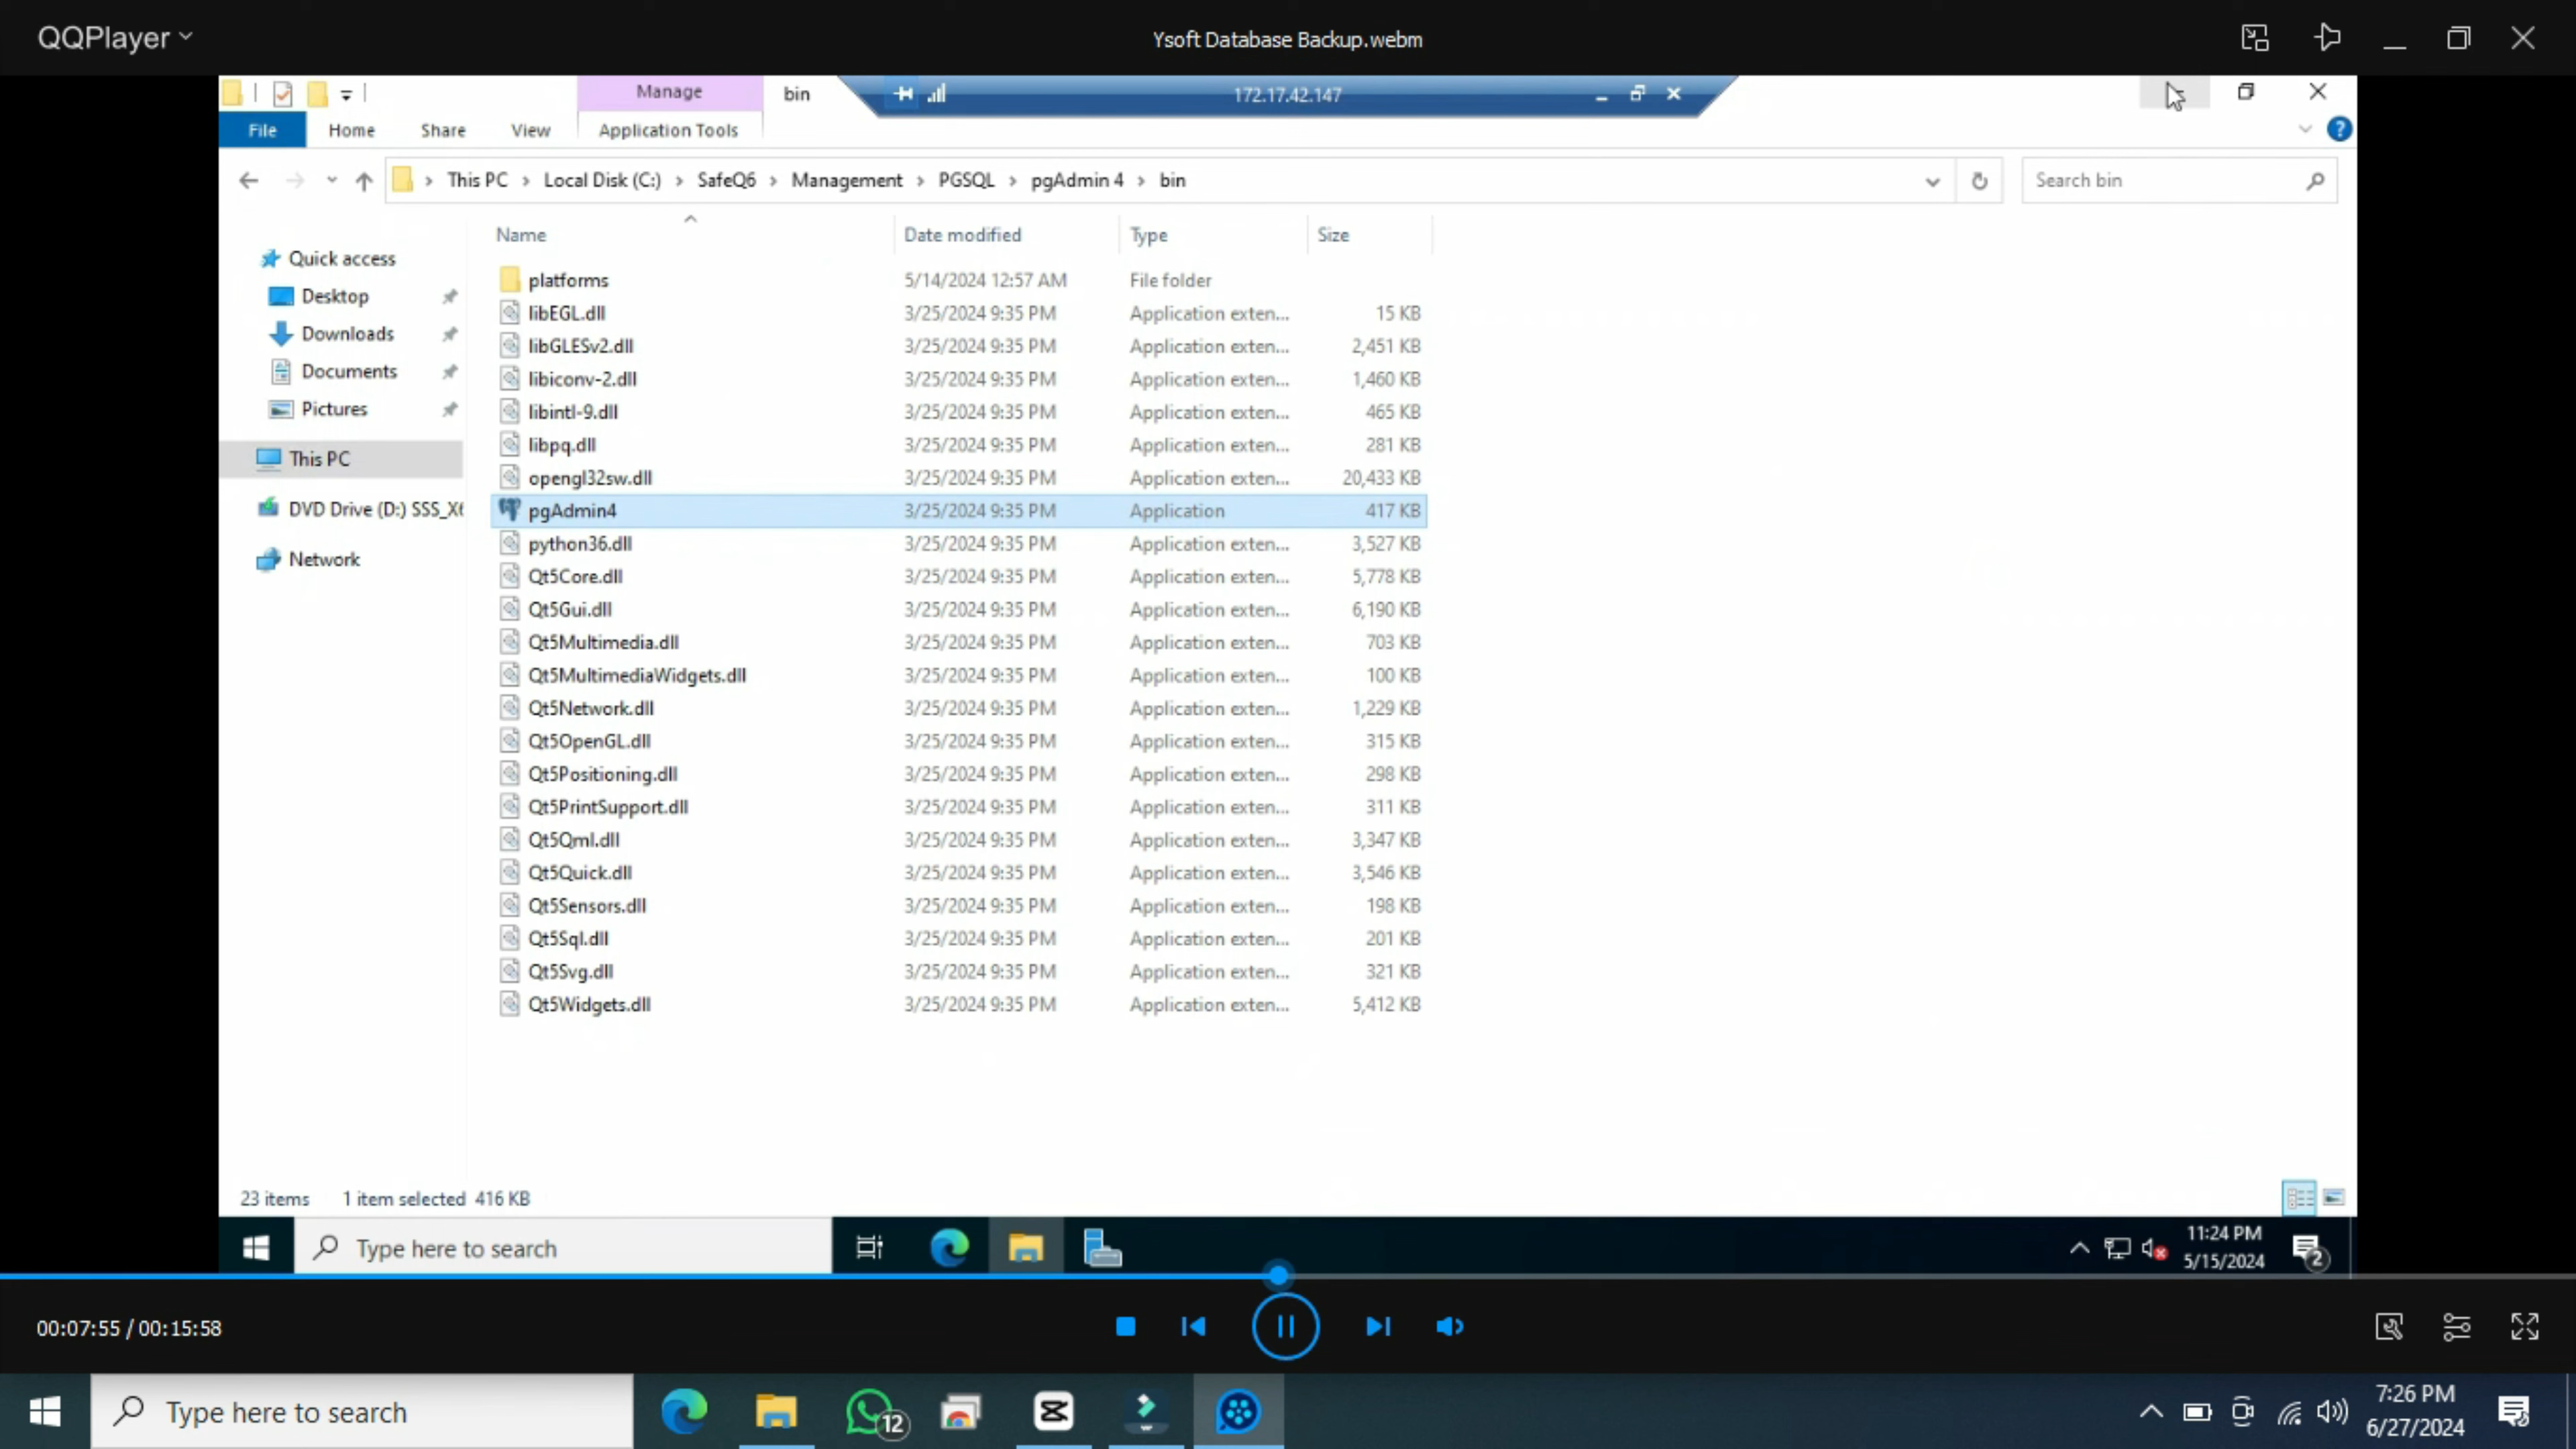 QQPlayer
Ysoft Database Backup.webm
Manage
bin
172.17.42.147
File
Home
Share
View
Application Tools
This PC
Local Disk (C:)
SafeQ6
Management
PGSQL
pgAdmin 4
bin
Search bin
Quick access
Desktop
Downloads
Documents
Pictures
This PC
DVD Drive (D:) SSS_X6
Network
Name Date modified Type Size
platforms 5/14/2024 12:57 AM File folder
libEGL.dll 3/25/2024 9:35 PM Application exten... 15 KB
libGLESv2.dll 3/25/2024 9:35 PM Application exten... 2,451 KB
libiconv-2.dll 3/25/2024 9:35 PM Application exten... 1,460 KB
libintl-9.dll 3/25/2024 9:35 PM Application exten... 465 KB
libpq.dll 3/25/2024 9:35 PM Application exten... 281 KB
opengl32sw.dll 3/25/2024 9:35 PM Application exten... 20,433 KB
pgAdmin4 3/25/2024 9:35 PM Application 417 KB
python36.dll 3/25/2024 9:35 PM Application exten... 3,527 KB
Qt5Core.dll 3/25/2024 9:35 PM Application exten... 5,778 KB
Qt5Gui.dll 3/25/2024 9:35 PM Application exten... 6,190 KB
Qt5Multimedia.dll 3/25/2024 9:35 PM Application exten... 703 KB
Qt5MultimediaWidgets.dll 3/25/2024 9:35 PM Application exten... 100 KB
Qt5Network.dll 3/25/2024 9:35 PM Application exten... 1,229 KB
Qt5OpenGL.dll 3/25/2024 9:35 PM Application exten... 315 KB
Qt5Positioning.dll 3/25/2024 9:35 PM Application exten... 298 KB
Qt5PrintSupport.dll 3/25/2024 9:35 PM Application exten... 311 KB
Qt5Qml.dll 3/25/2024 9:35 PM Application exten... 3,347 KB
Qt5Quick.dll 3/25/2024 9:35 PM Application exten... 3,546 KB
Qt5Sensors.dll 3/25/2024 9:35 PM Application exten... 198 KB
Qt5Sql.dll 3/25/2024 9:35 PM Application exten... 201 KB
Qt5Svg.dll 3/25/2024 9:35 PM Application exten... 321 KB
Qt5Widgets.dll 3/25/2024 9:35 PM Application exten... 5,412 KB
23 items 1 item selected 416 KB
Type here to search
11:24 PM
5/15/2024
2
00:07:55 / 00:15:58
Type here to search
12
7:26 PM
6/27/2024